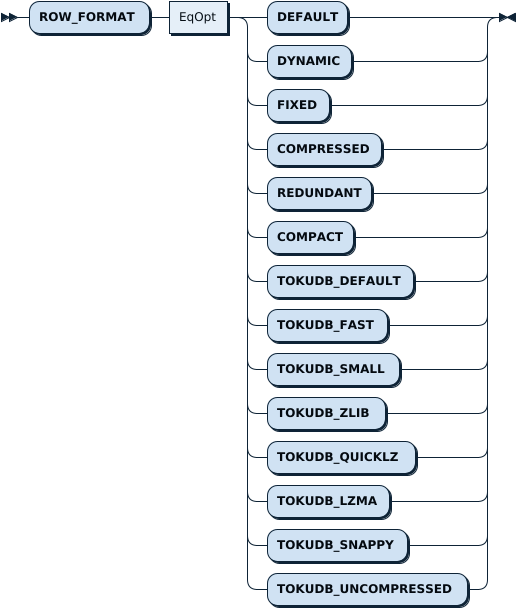 ROW_FORMAT EqOpt DEFAULT
DYNAMIC
FIXED
COMPRESSED
REDUNDANT
COMPACT
TOKUDB_DEFAULT
TOKUDB_FAST
TOKUDB_SMALL
TOKUDB_ZLIB
TOKUDB_QUICKLZ
TOKUDB_LZMA
TOKUDB_SNAPPY
TOKUDB_UNCOMPRESSED